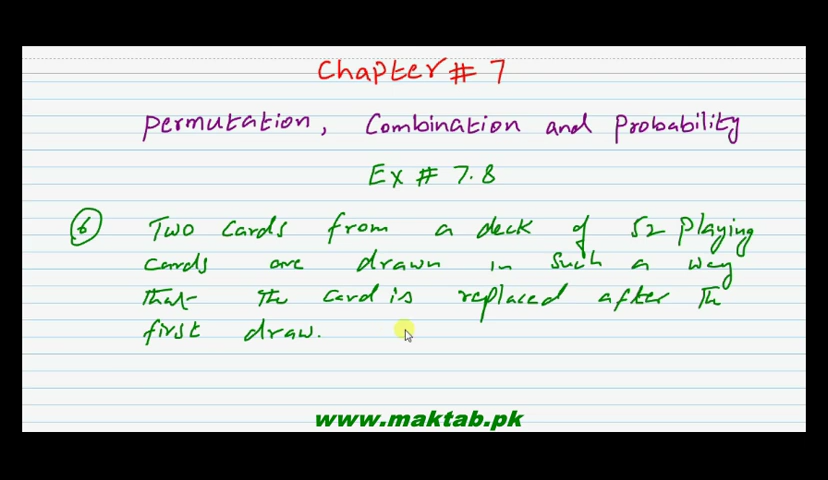 Chapter # 7
Permutation, Combination and Probability
Ex # 7.8
6 Two cards from a deck of 52 Playing
cards are drawn in such a way
that the card is replaced after the
first draw.
www.maktab.pk